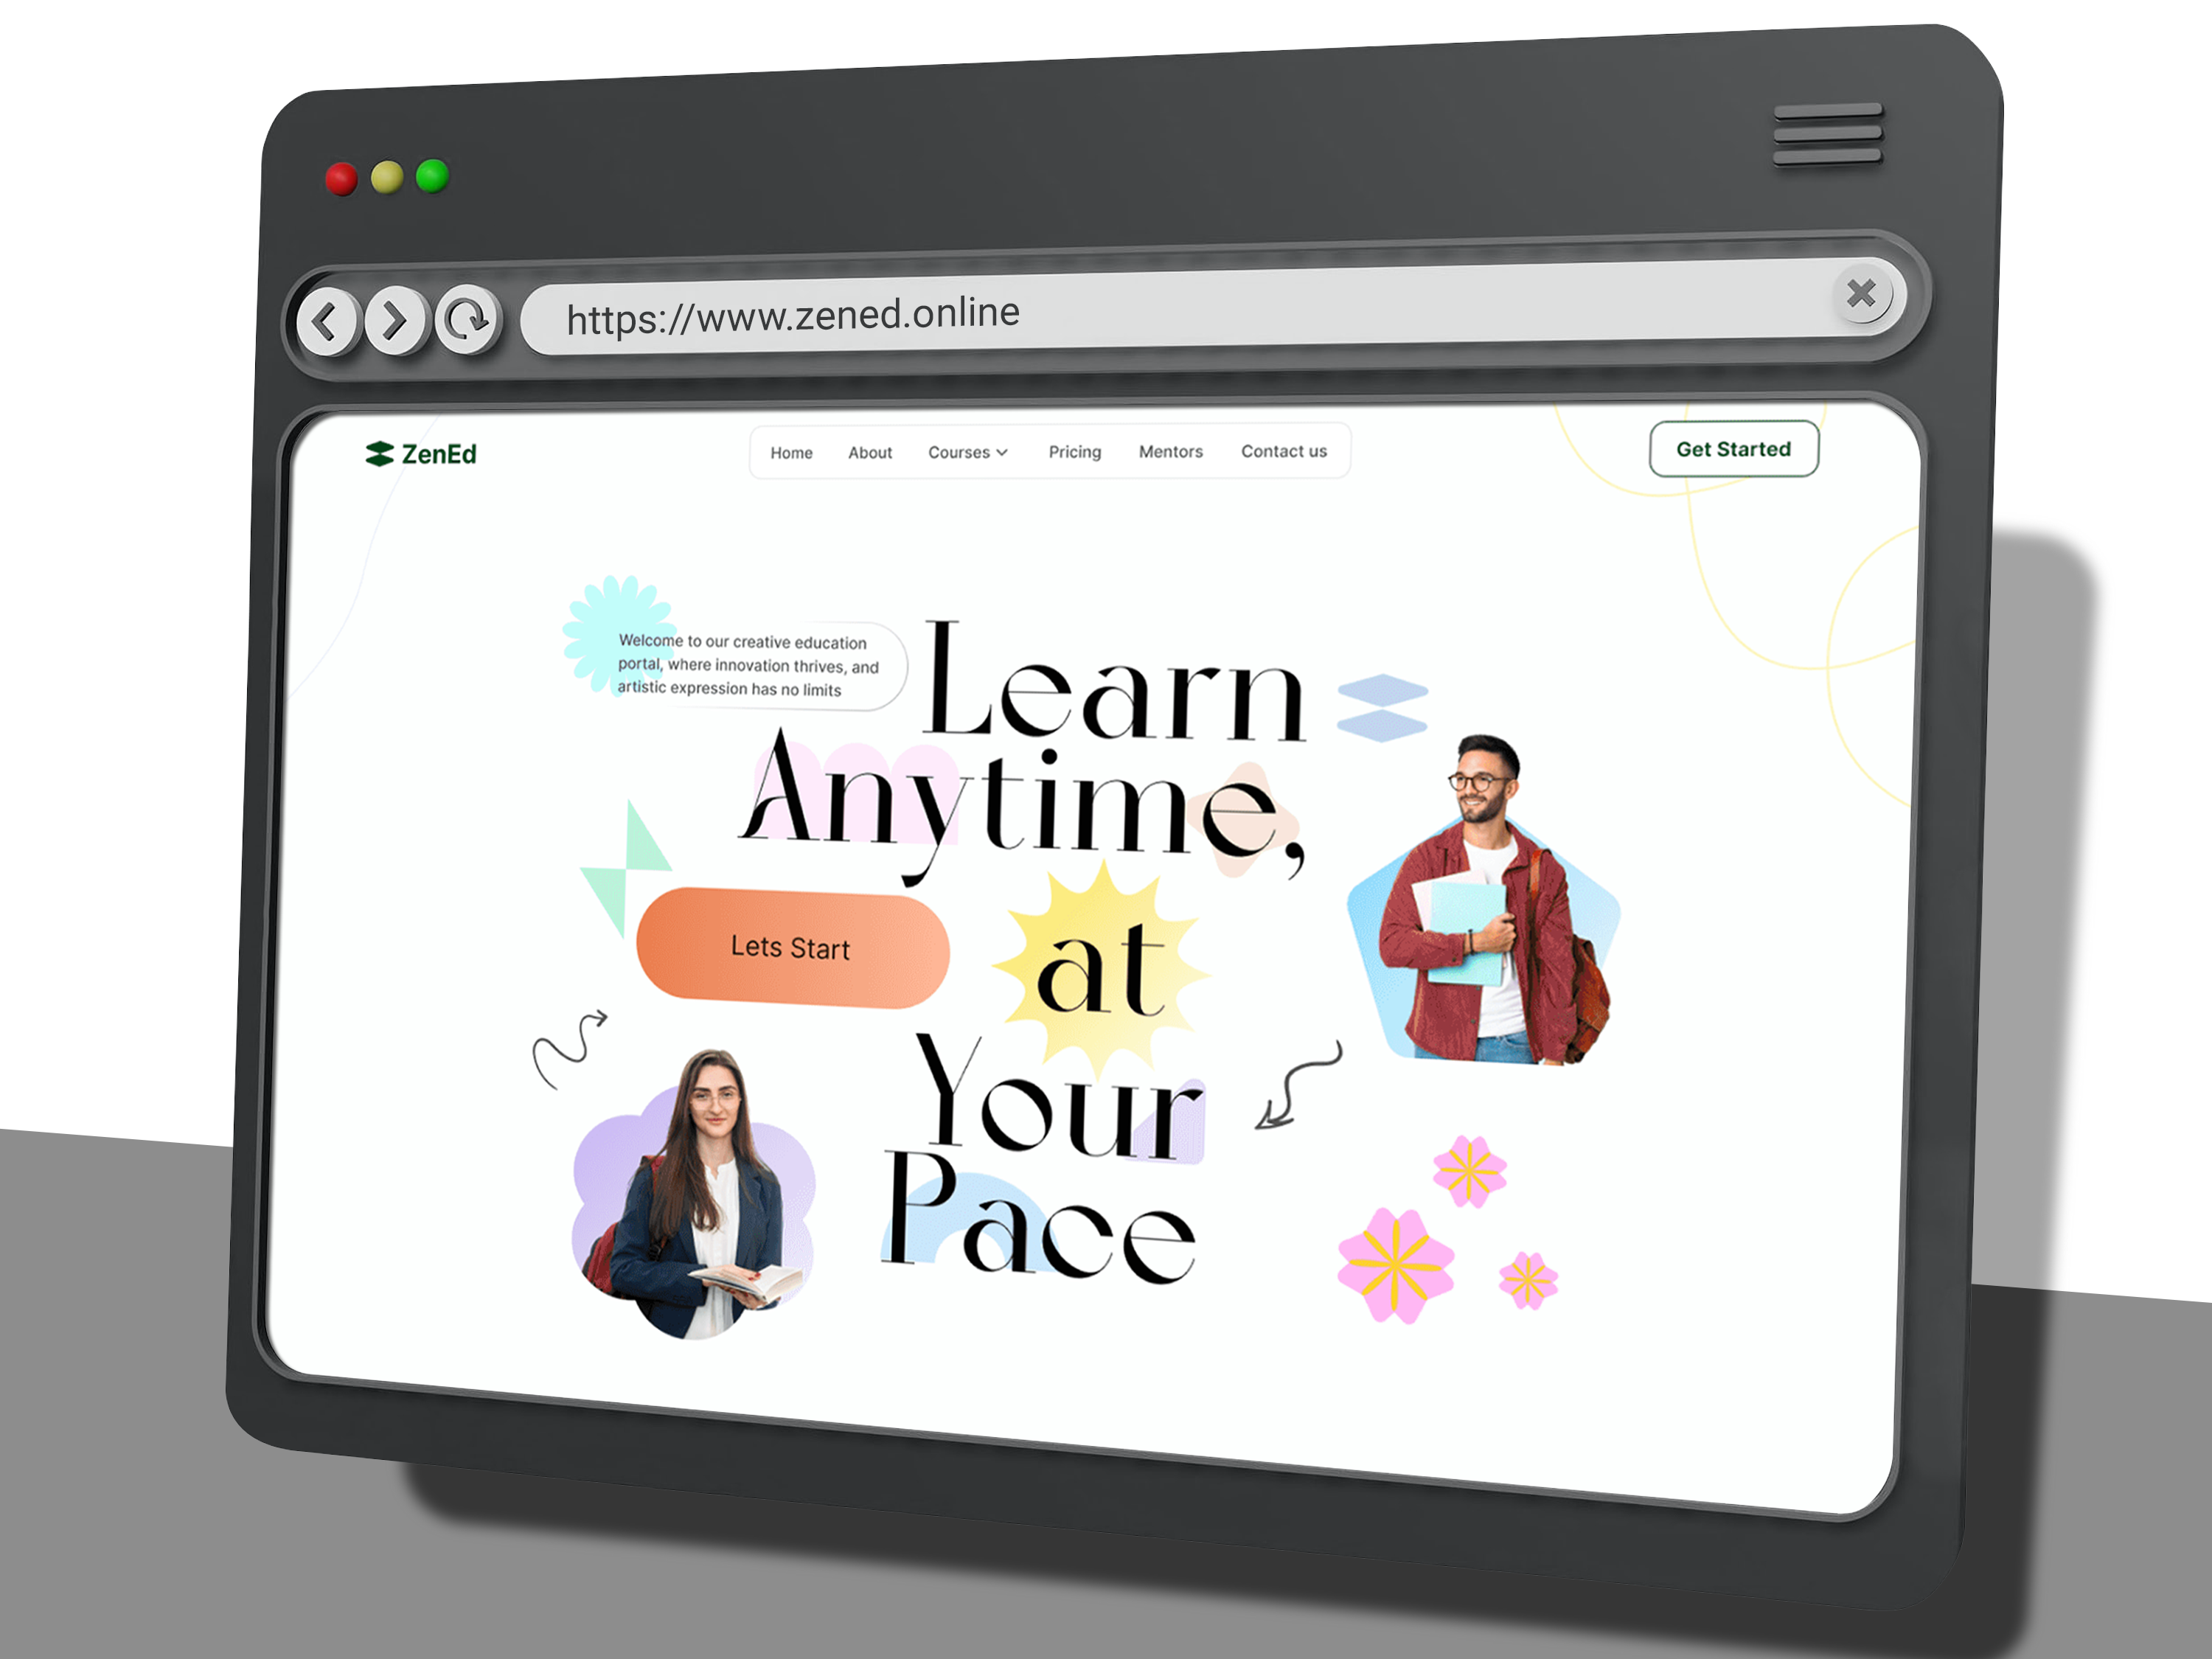 https://www.zened.online
ZenEd
Home About Courses Pricing Mentors Contact us
Get Started
Welcome to our creative education
portal, where innovation thrives, and
artistic expression has no limits
Learn
Anytime,
Lets Start
at
Your
Pace